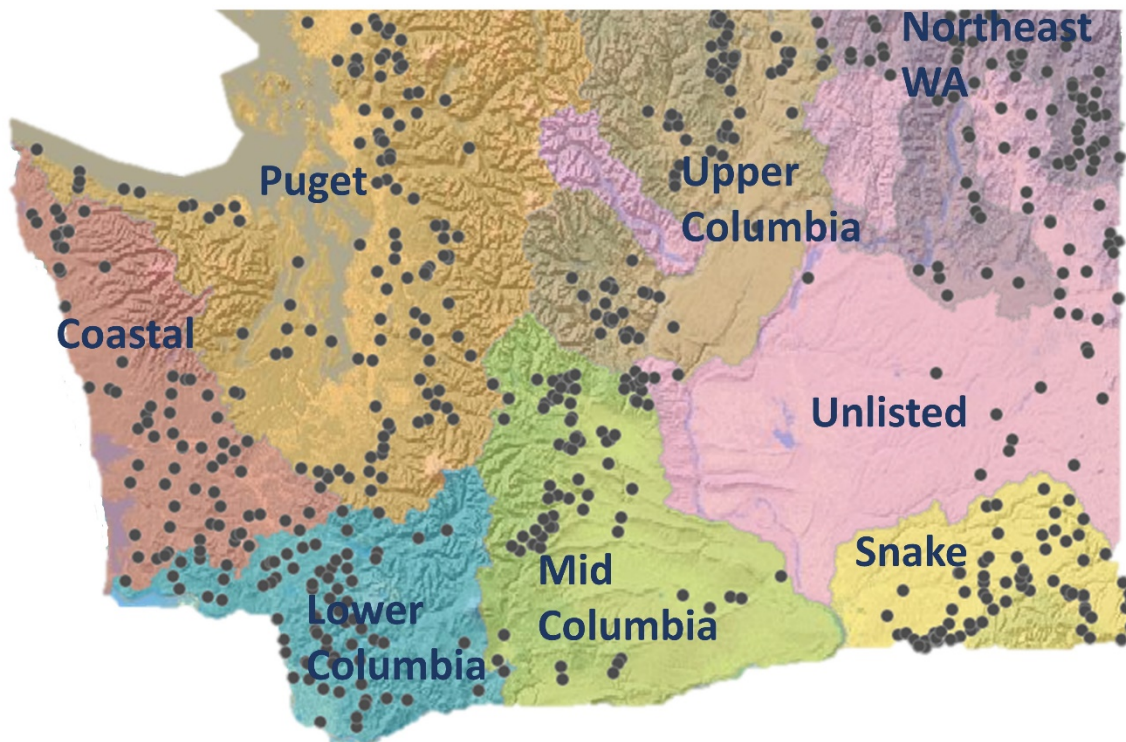 Northeast
WA
Puget
Upper
Columbia
Coastal
Unlisted
Snake
Mid
Columbia
Lower
Columbia